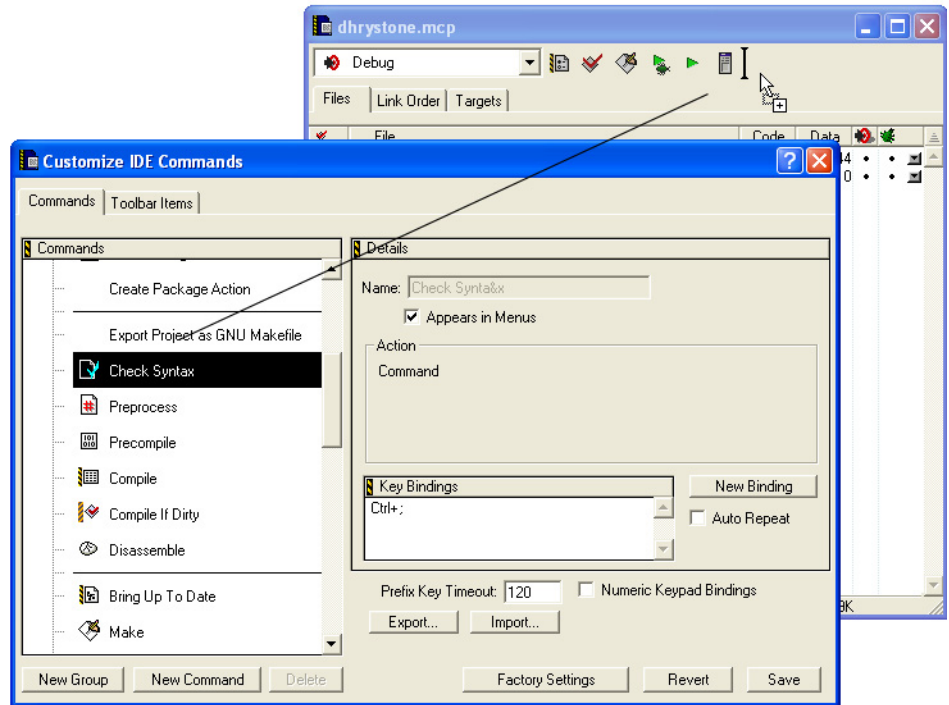 dhrystone.mcp
Debug
Files Link Order Targets
File Code Data
44
0
Customize IDE Commands
Commands Toolbar Items
Commands
Create Package Action
Export Project as GNU Makefile
Check Syntax
Preprocess
Precompile
Compile
Compile If Dirty
Disassemble
Bring Up To Date
Make
Details
Name: Check Synta&x
Appears in Menus
Action
Command
Key Bindings
Ctrl+;
New Binding
Auto Repeat
Prefix Key Timeout: 120 Numeric Keypad Bindings
Export... Import...
New Group New Command Delete Factory Settings Revert Save